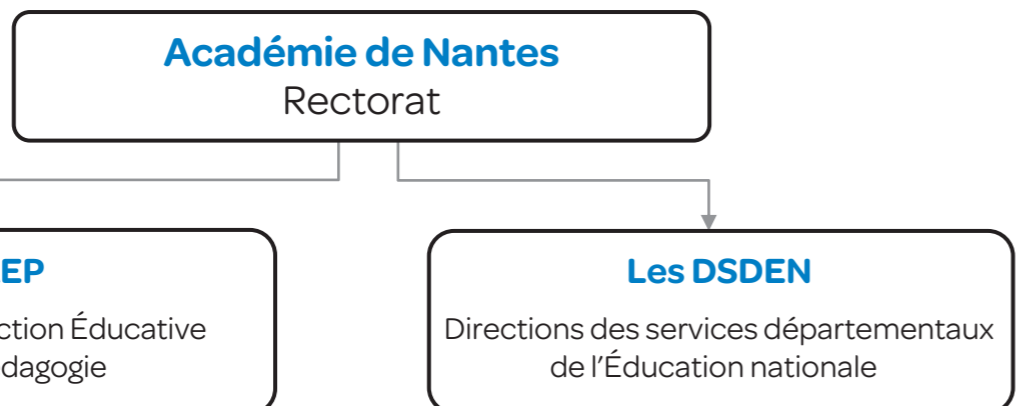 Académie de Nantes
Rectorat
EP
ction Éducative
dagogie
Les DSDEN
Directions des services départementaux
de l'Éducation nationale